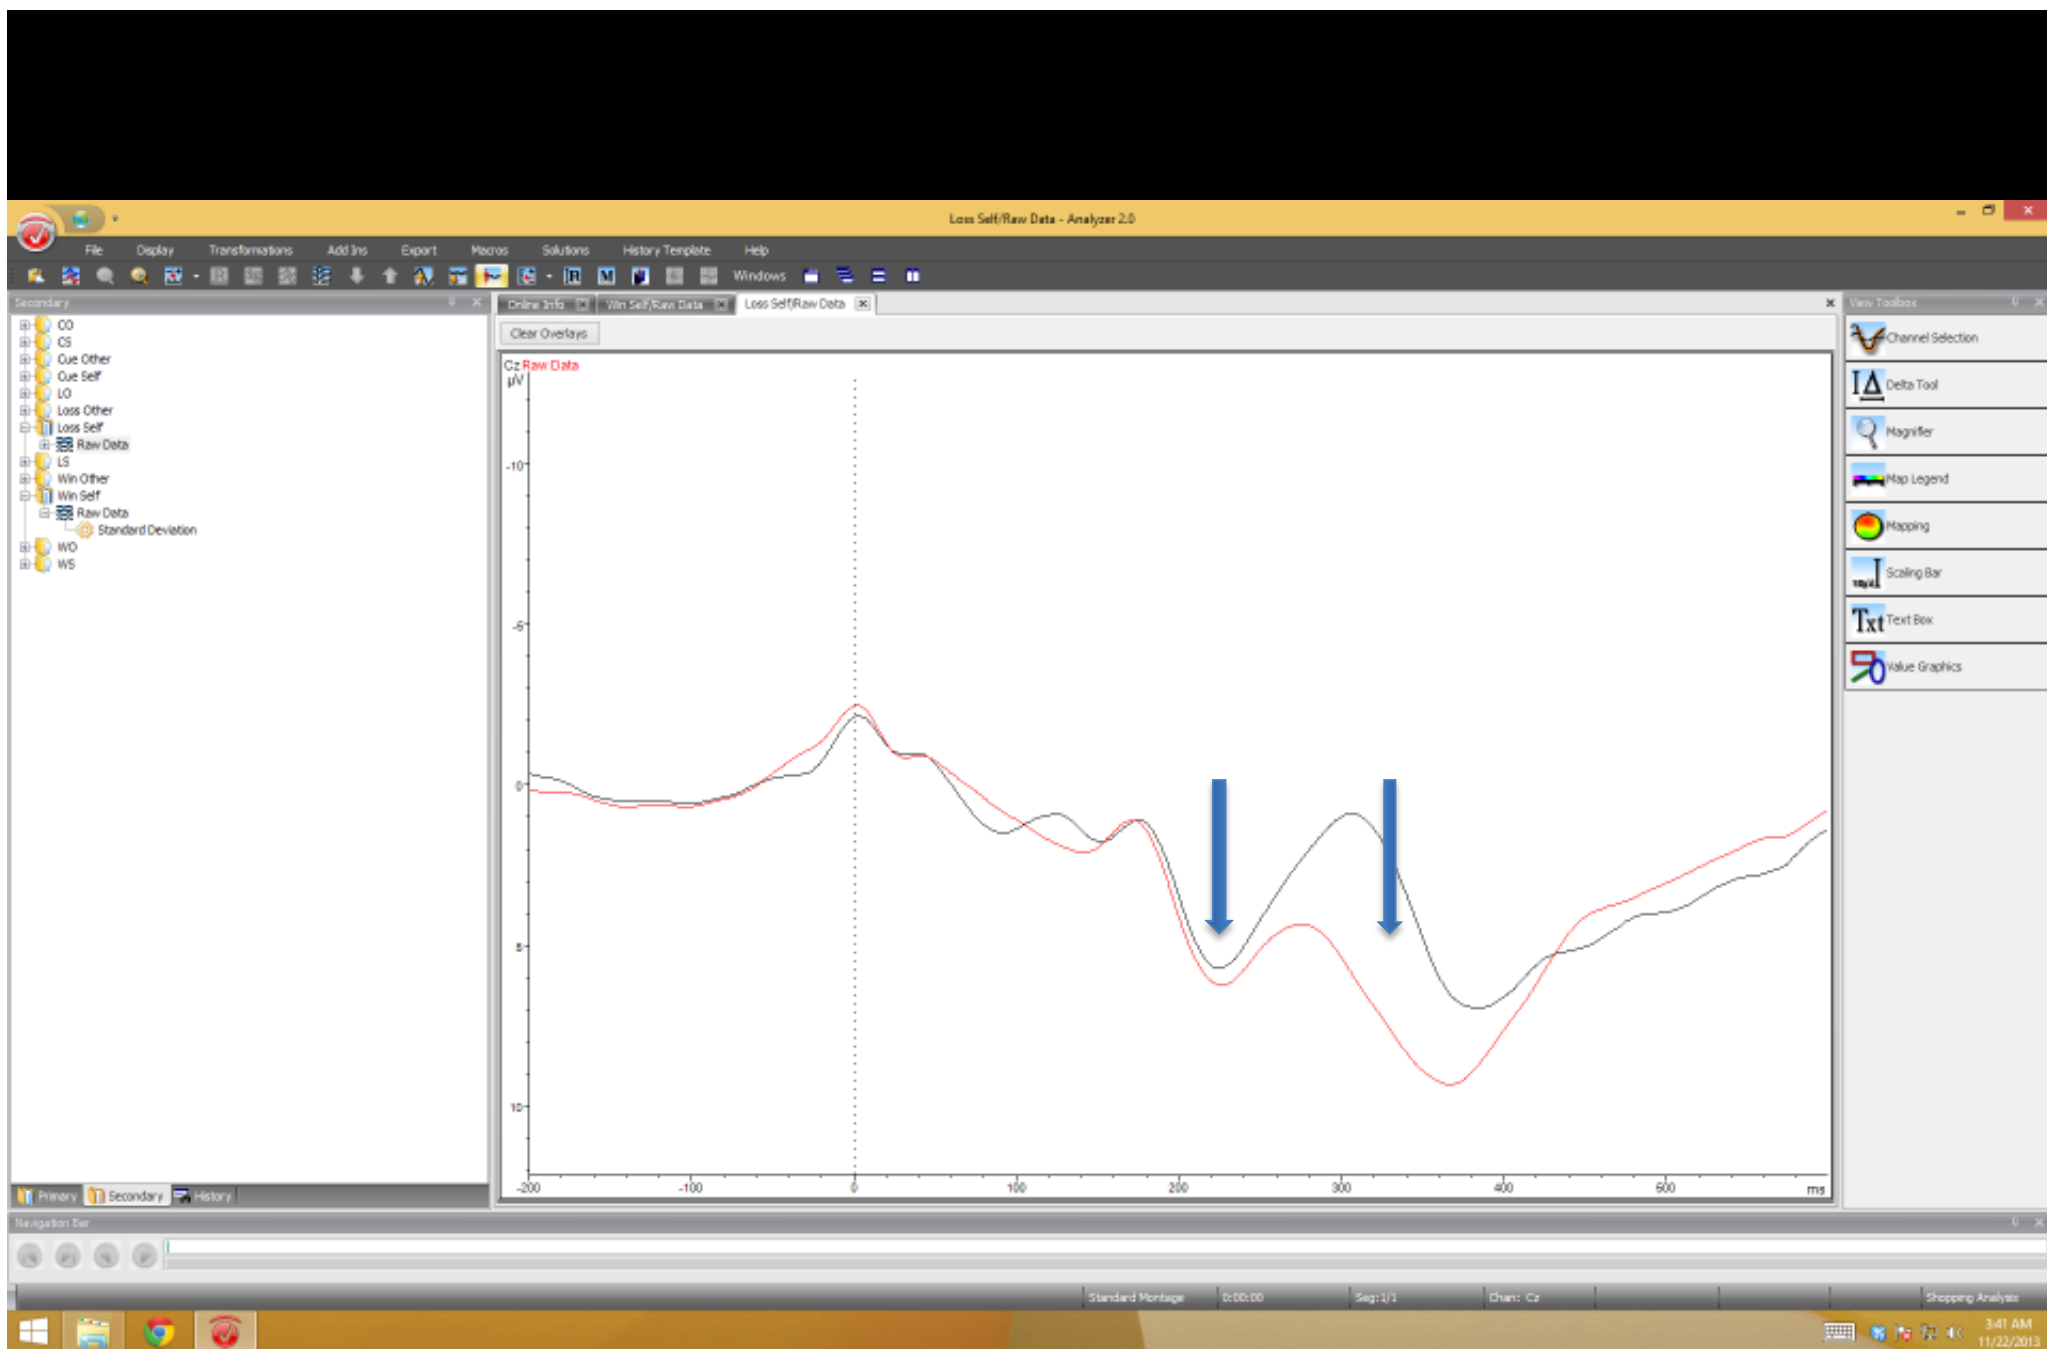 Loss Self/Raw Data - Analyzer 2.0
File Display Transformations Add Ins Export Macros Solutions History Template Help
Windows
Secondary
CO
CS
Cue Other
Cue Self
LO
Loss Other
Loss Self
Raw Data
LS
Win Other
Win Self
Raw Data
Standard Deviation
WO
WS
Primary Secondary History
Online Info Win Self/Raw Data Loss Self/Raw Data
Clear Overlays
Cz Raw Data
µV
-10
-5
0
5
10
-200 -100 0 100 200 300 400 500 ms
View Toolbox
Channel Selection
Delta Tool
Magnifier
Map Legend
Mapping
Scaling Bar
Txt Text Box
Value Graphics
Navigation Bar
Standard Montage 0:00:00 Seg:1/1 Chan: Cz Shopping Analysis
3:41 AM
11/22/2013